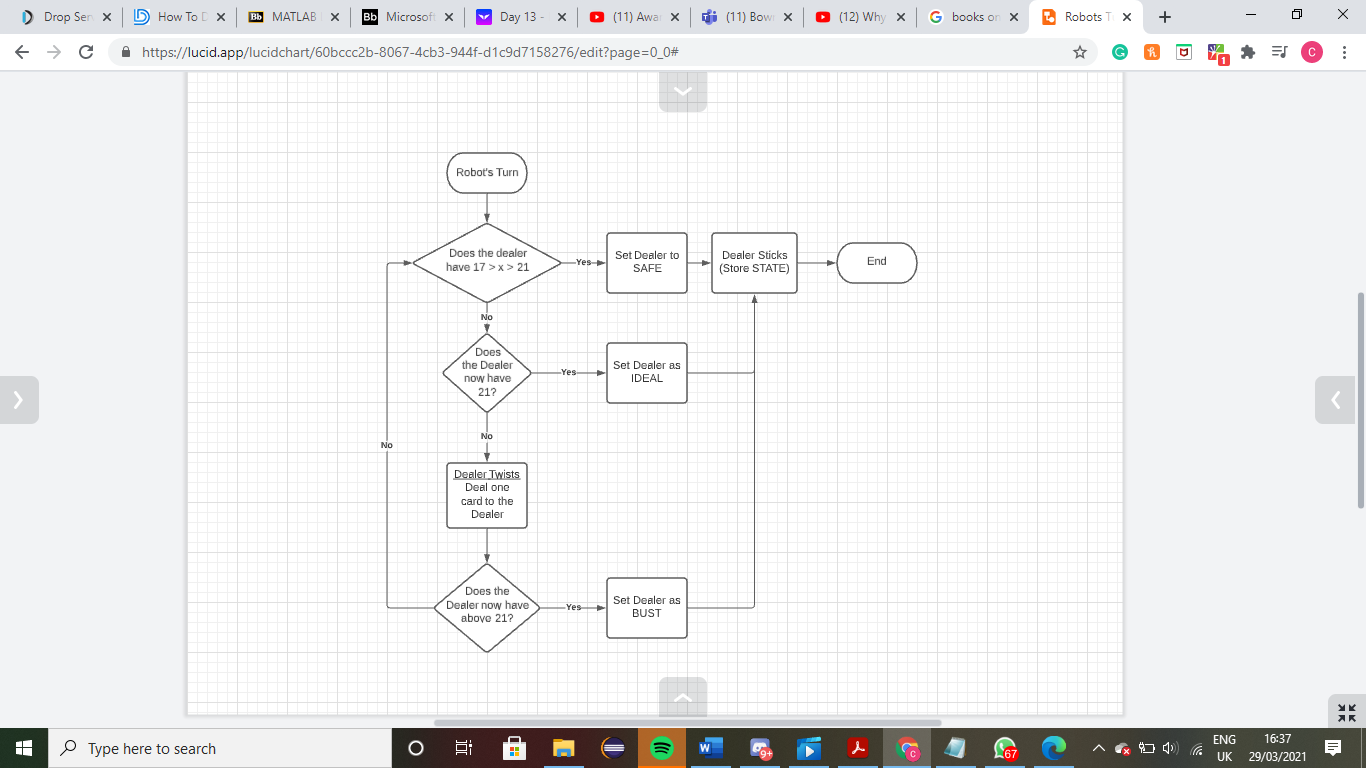 Drop Ser
How To D
MATLAB
Microsof
Day 13 -
(11) Awa
(11) Bow
(12) Why
books on
Robots T
https://lucid.app/lucidchart/60bccc2b-8067-4cb3-944f-d1c9d7158276/edit?page=0_0#
Robot's Turn
Does the dealer
have 17 > x > 21
Yes
Set Dealer to
SAFE
Dealer Sticks
(Store STATE)
End
No
Does
the Dealer
now have
21?
Yes
Set Dealer as
IDEAL
No
No
Dealer Twists
Deal one
card to the
Dealer
Does the
Dealer now have
above 21?
Yes
Set Dealer as
BUST
Type here to search
67
9+
ENG
UK
16:37
29/03/2021